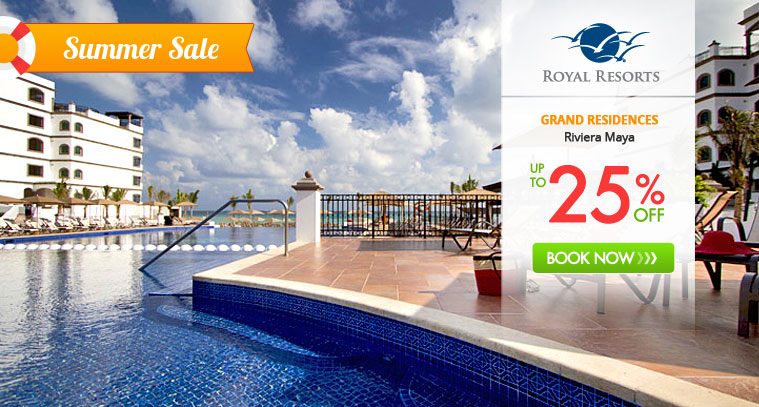 Summer Sale
ROYAL RESORTS
GRAND RESIDENCES
Riviera Maya
UP TO 25% OFF
BOOK NOW